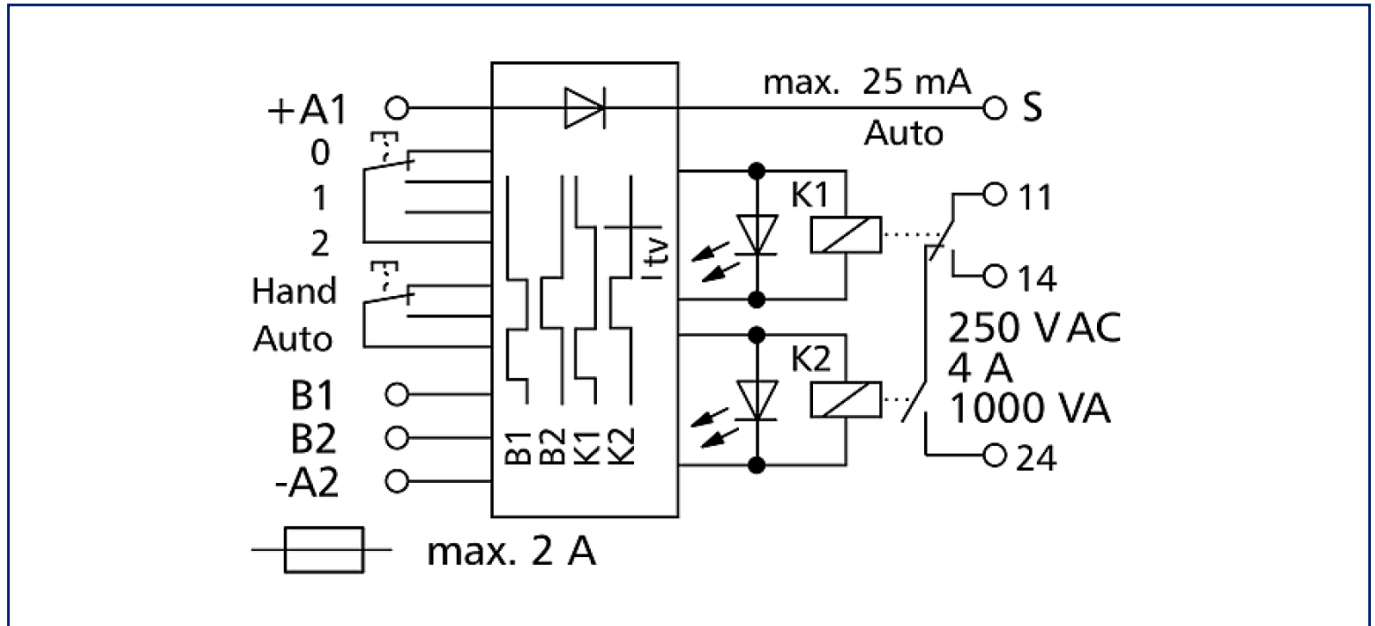 +A1
max. 25 mA
S
Auto
0
1
2
Hand
Auto
B1
B2
-A2
B1
B2
K1
K2
tv
K1
K2
11
14
250 V AC
4 A
1000 VA
24
max. 2 A